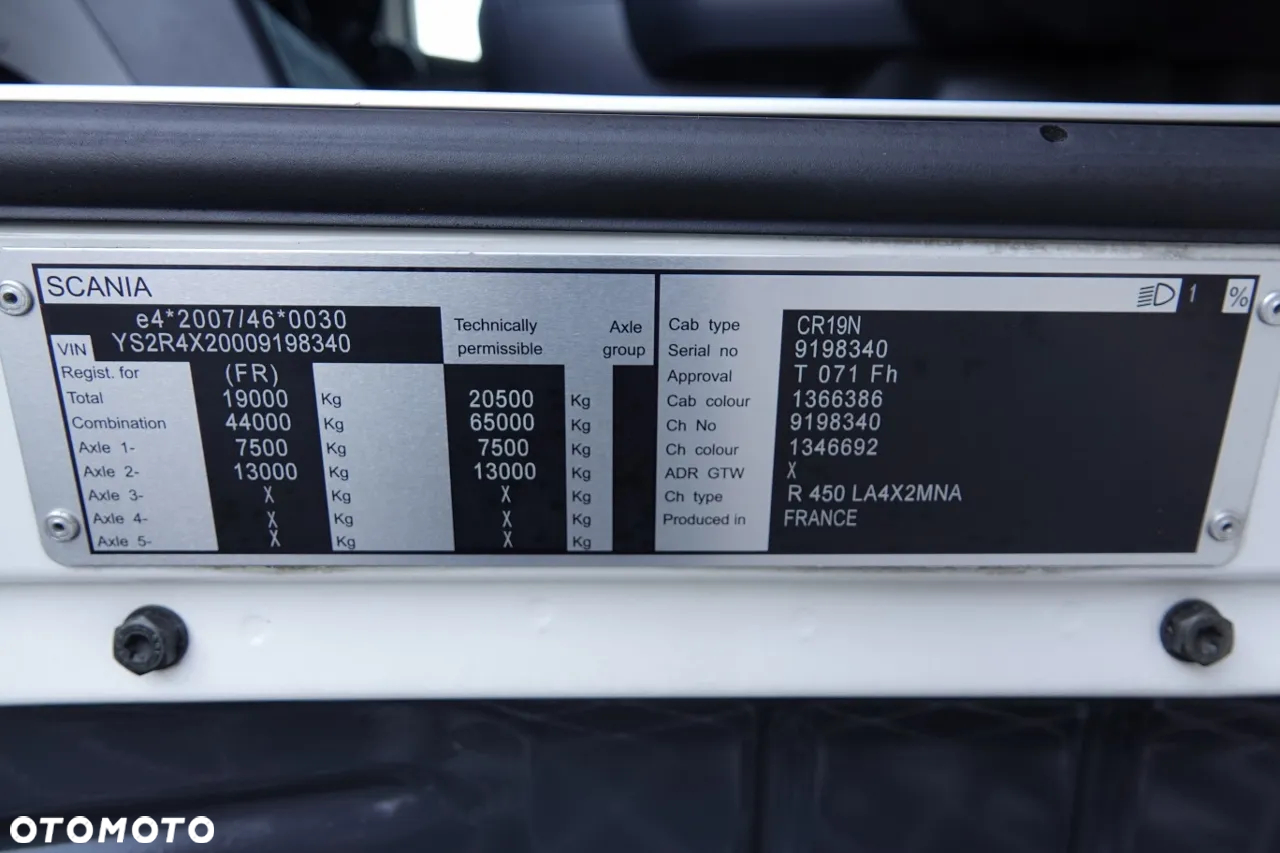 SCANIA
e4*2007/46*0030
VIN YS2R4X20009198340
Technically permissible
Axle group
Regist. for (FR)
Total 19000 Kg 20500 Kg
Combination 44000 Kg 65000 Kg
Axle 1- 7500 Kg 7500 Kg
Axle 2- 13000 Kg 13000 Kg
Axle 3- X Kg X Kg
Axle 4- X Kg X Kg
Axle 5- X Kg X Kg
1 %
Cab type CR19N
Serial no 9198340
Approval T 071 Fh
Cab colour 1366386
Ch No 9198340
Ch colour 1346692
ADR GTW X
Ch type R 450 LA4X2MNA
Produced in FRANCE
OTOMOTO